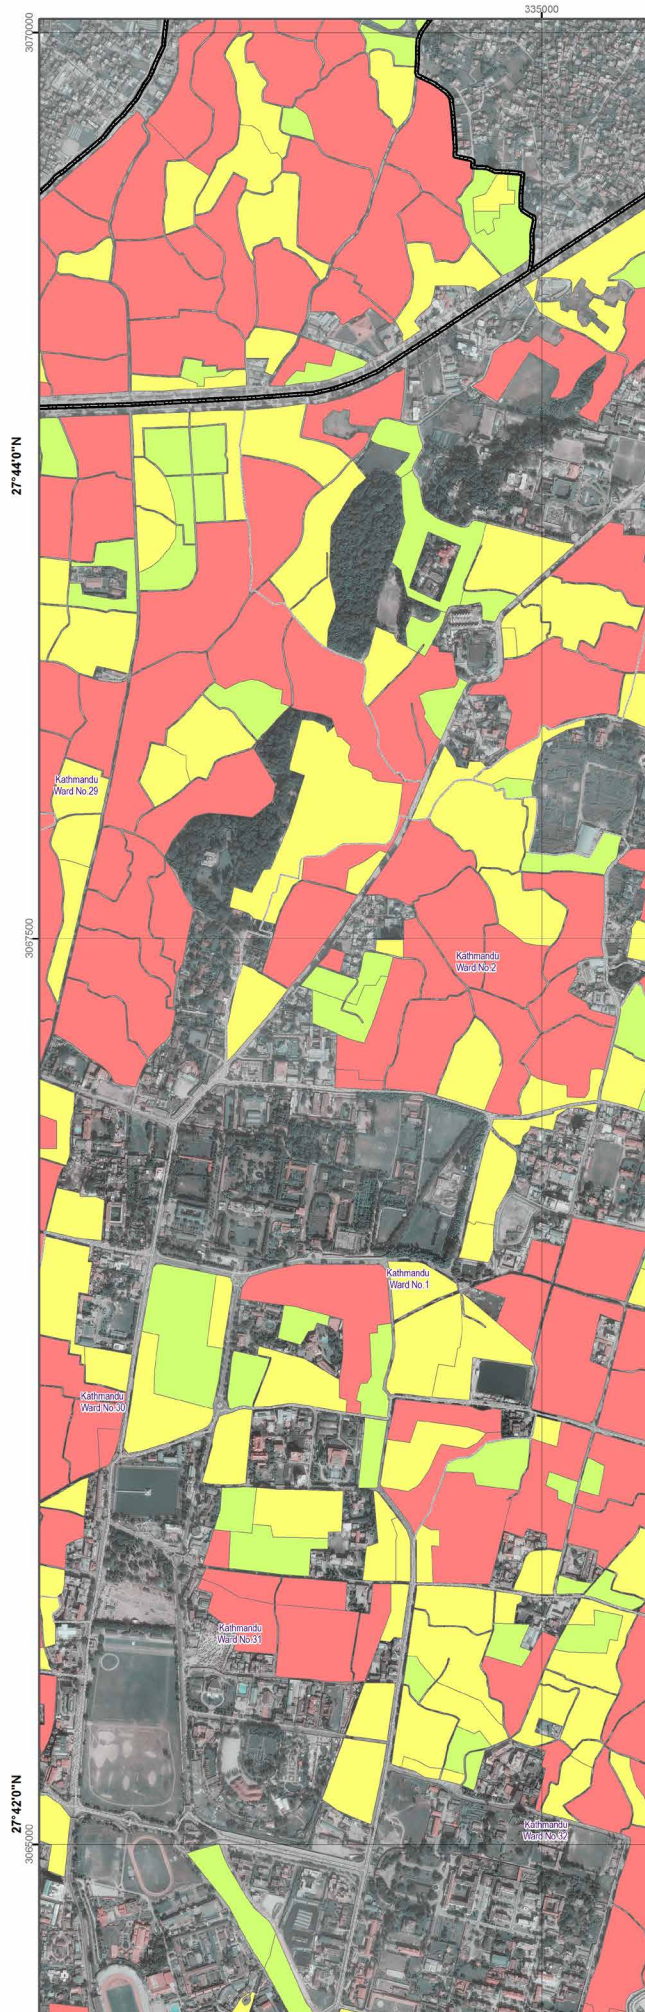 335000
3070000
27°44'0"N
Kathmandu
Ward No.29
3067500
Kathmandu
Ward No.2
Kathmandu
Ward No.1
Kathmandu
Ward No.30
Kathmandu
Ward No.31
27°42'0"N
Kathmandu
Ward No.32
3065000